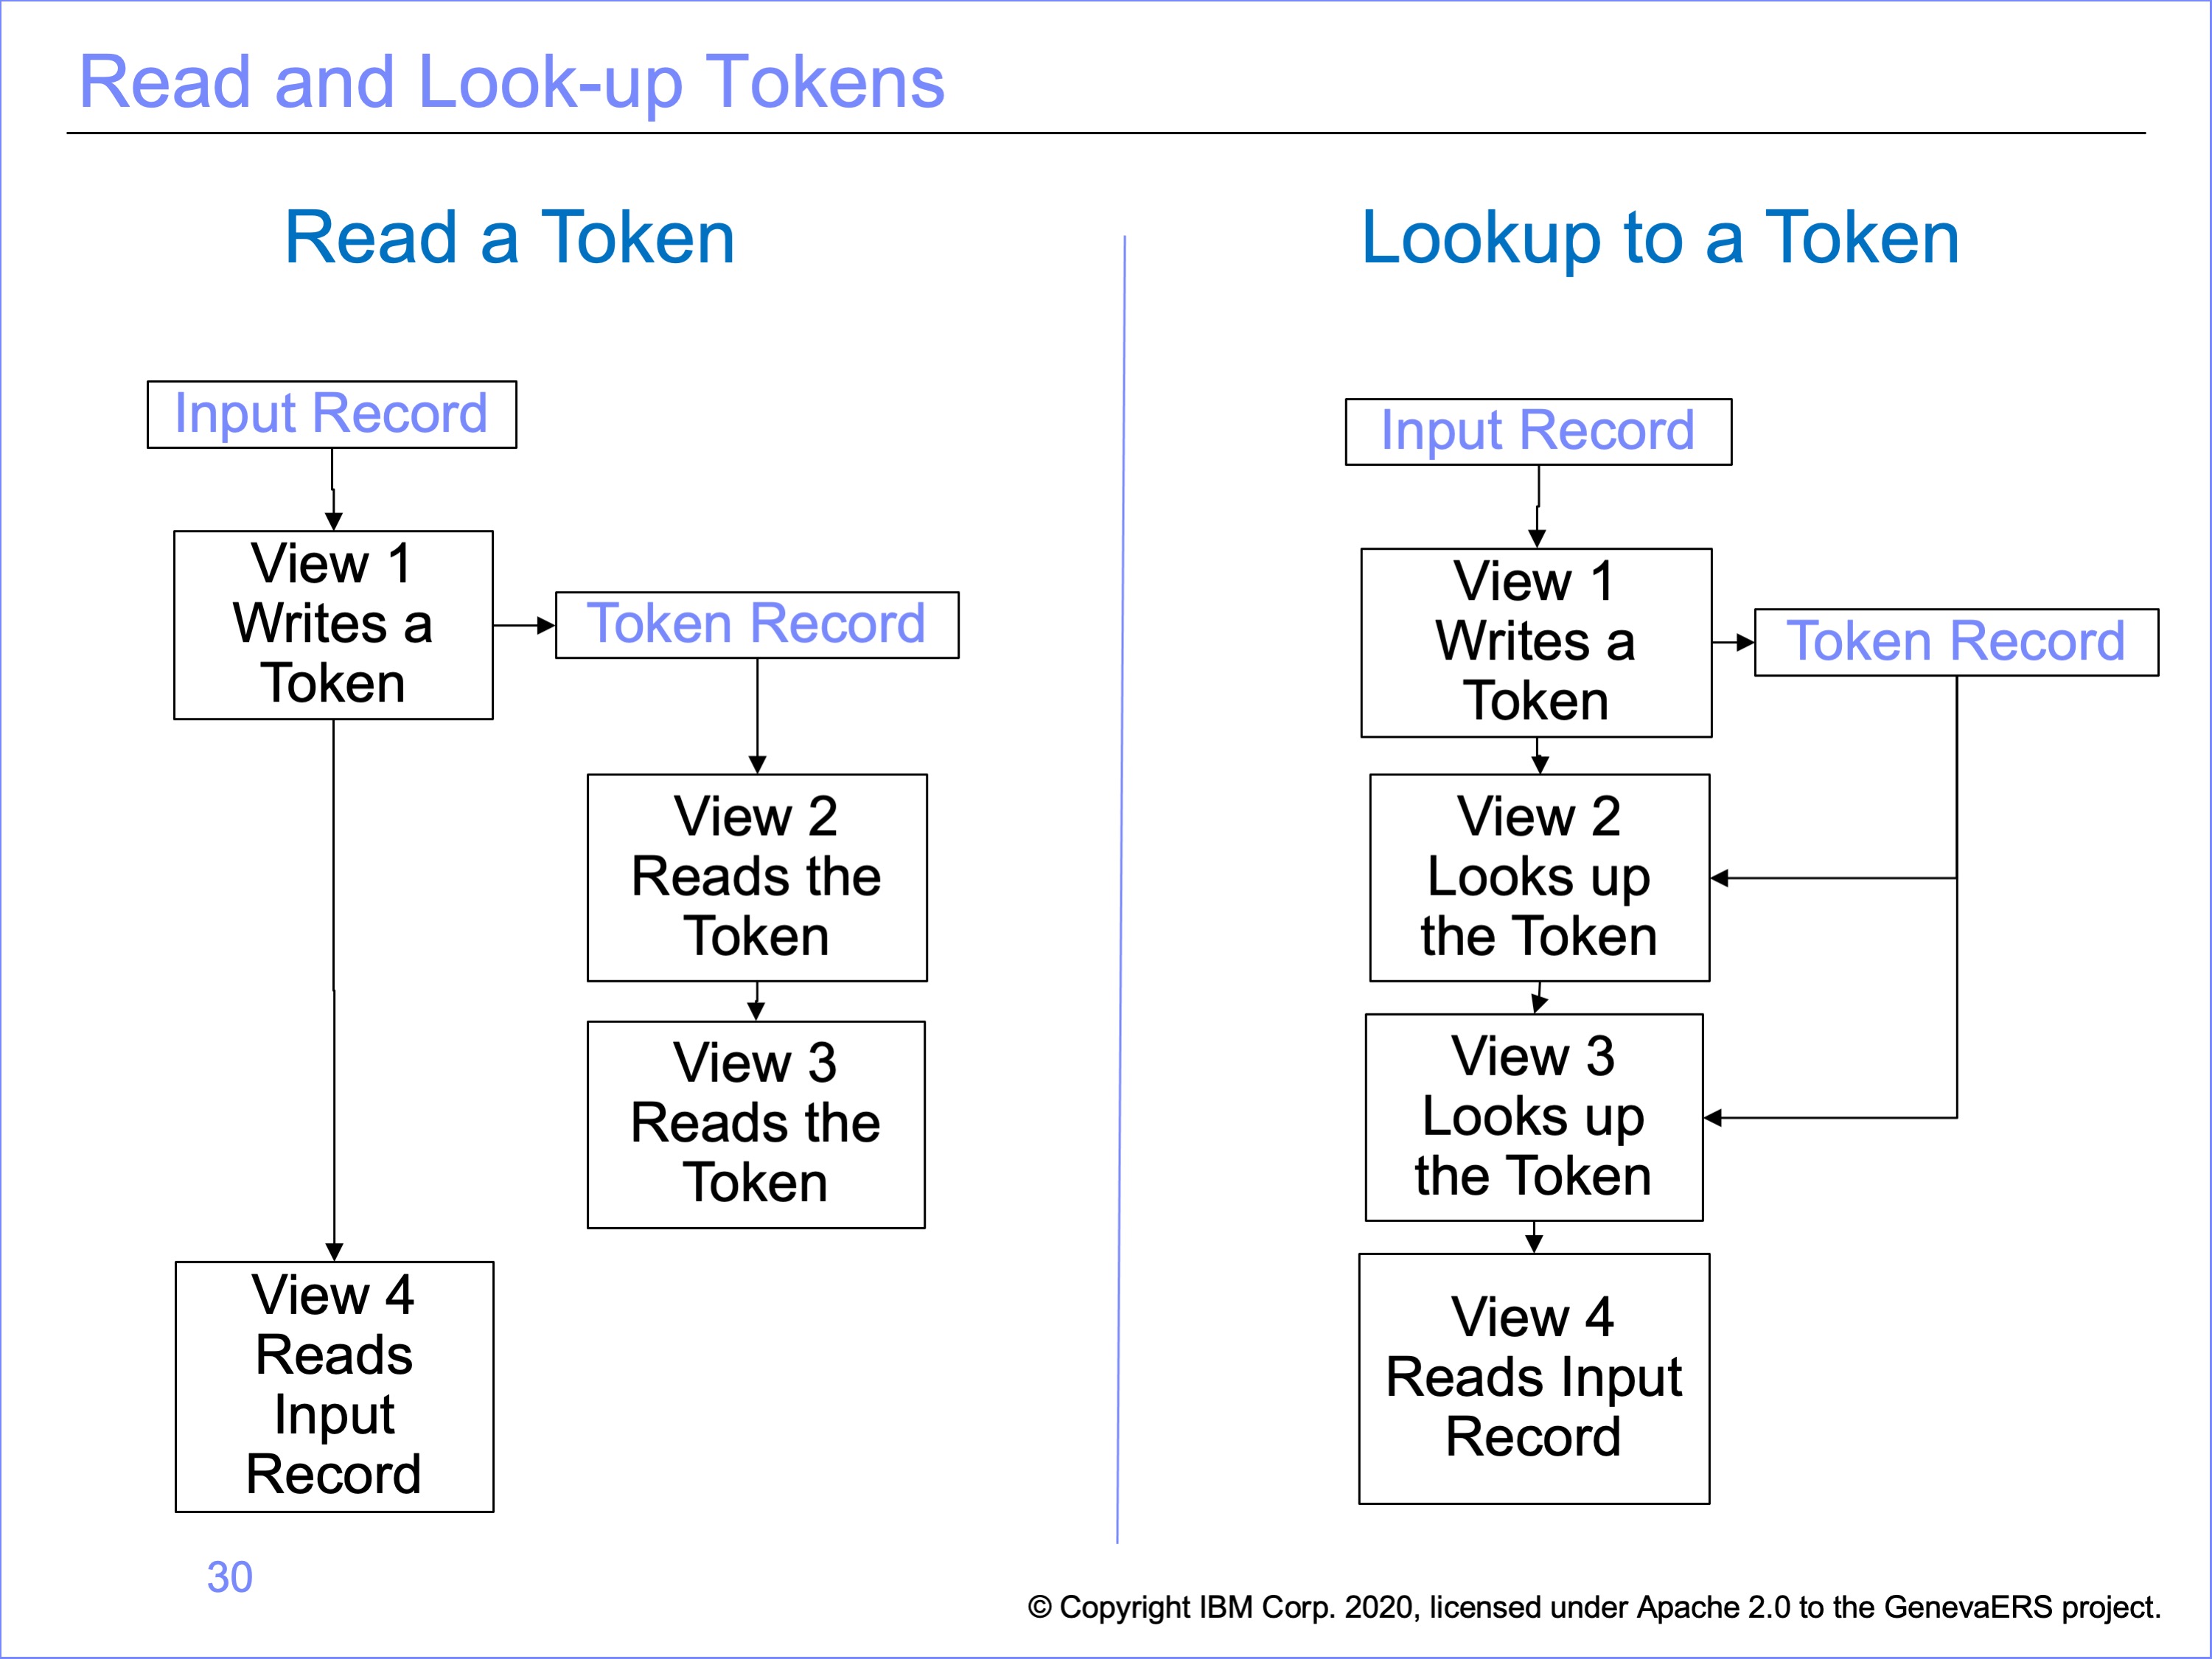 Read and Look-up Tokens
Read a Token
Input Record
View 1
Writes a
Token
Token Record
View 2
Reads the
Token
View 3
Reads the
Token
View 4
Reads
Input
Record
Lookup to a Token
Input Record
View 1
Writes a
Token
Token Record
View 2
Looks up
the Token
View 3
Looks up
the Token
View 4
Reads Input
Record
30
© Copyright IBM Corp. 2020, licensed under Apache 2.0 to the GenevaERS project.